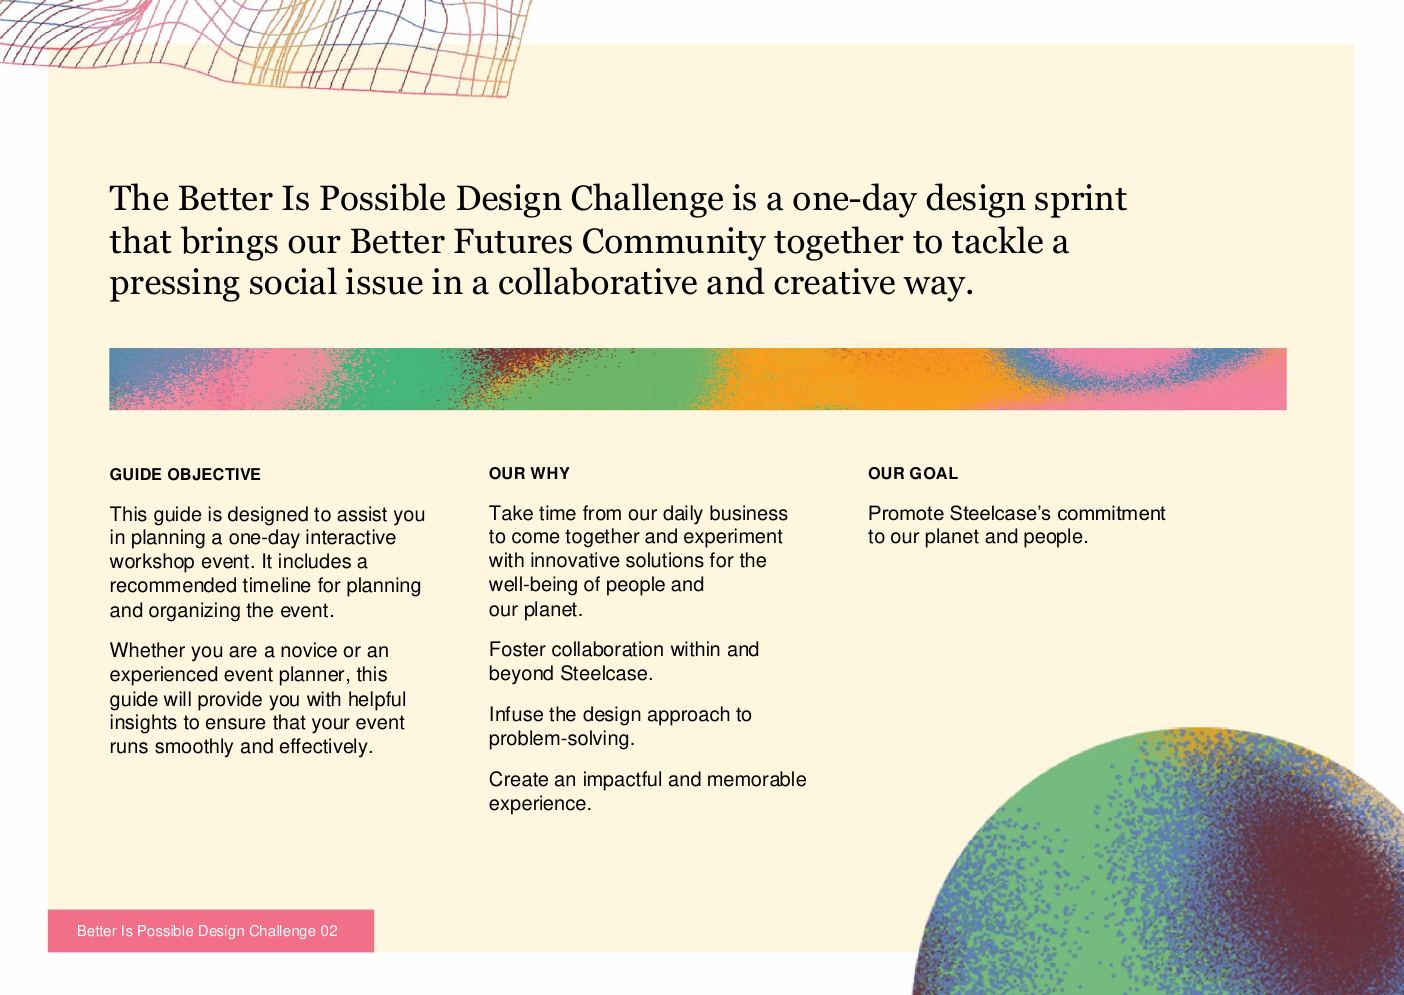 The Better Is Possible Design Challenge is a one-day design sprint
that brings our Better Futures Community together to tackle a
pressing social issue in a collaborative and creative way.
GUIDE OBJECTIVE
This guide is designed to assist you
in planning a one-day interactive
workshop event. It includes a
recommended timeline for planning
and organizing the event.
Whether you are a novice or an
experienced event planner, this
guide will provide you with helpful
insights to ensure that your event
runs smoothly and effectively.
OUR WHY
Take time from our daily business
to come together and experiment
with innovative solutions for the
well-being of people and
our planet.
Foster collaboration within and
beyond Steelcase.
Infuse the design approach to
problem-solving.
Create an impactful and memorable
experience.
OUR GOAL
Promote Steelcase’s commitment
to our planet and people.
Better Is Possible Design Challenge 02